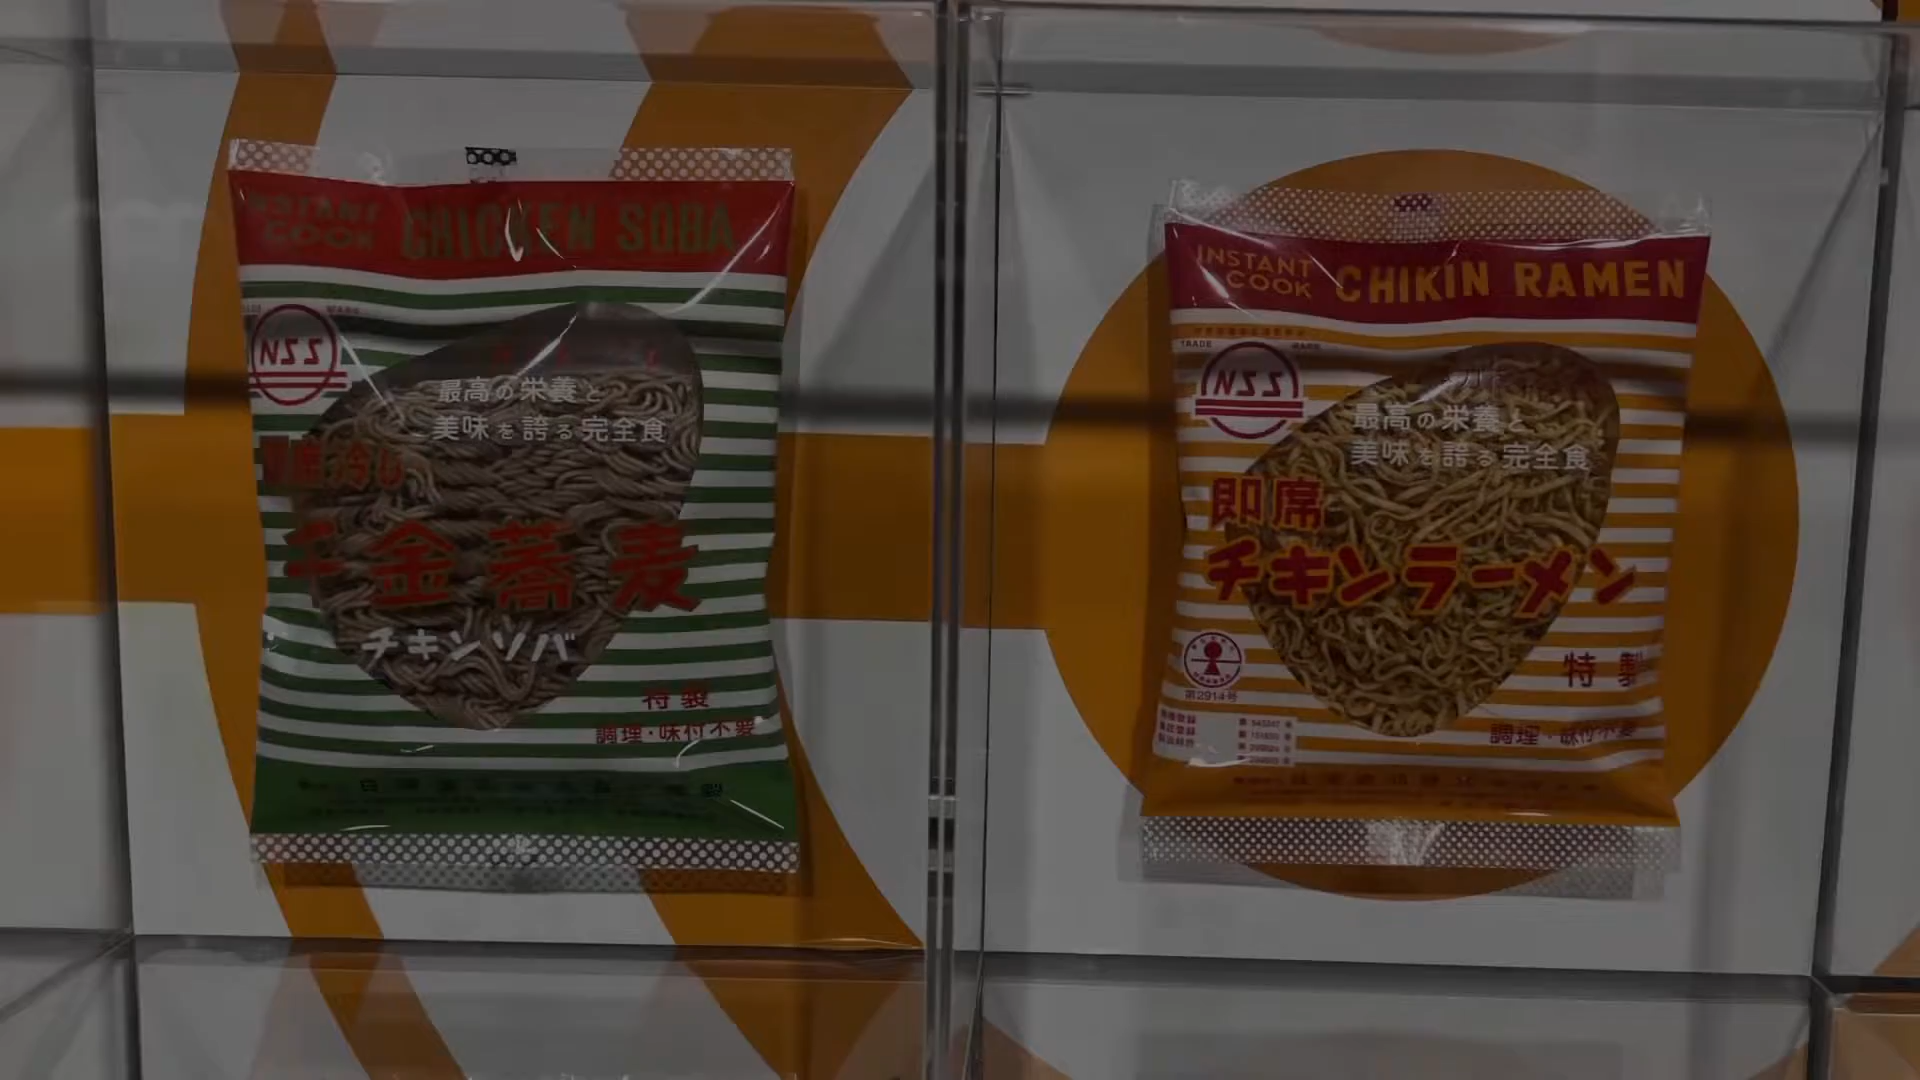 INSTANT
COOK
CHICKEN SOBA
NSS
最高の栄養と
美味を誇る完全食
即席冷し
千金蕎麦
チキンソバ
特製
調理・味付不要
INSTANT
COOK
CHIKIN RAMEN
TRADE
MARK
NSS
最高の栄養と
美味を誇る完全食
即席
チキンラーメン
特製
第2914号
調理・味付不要